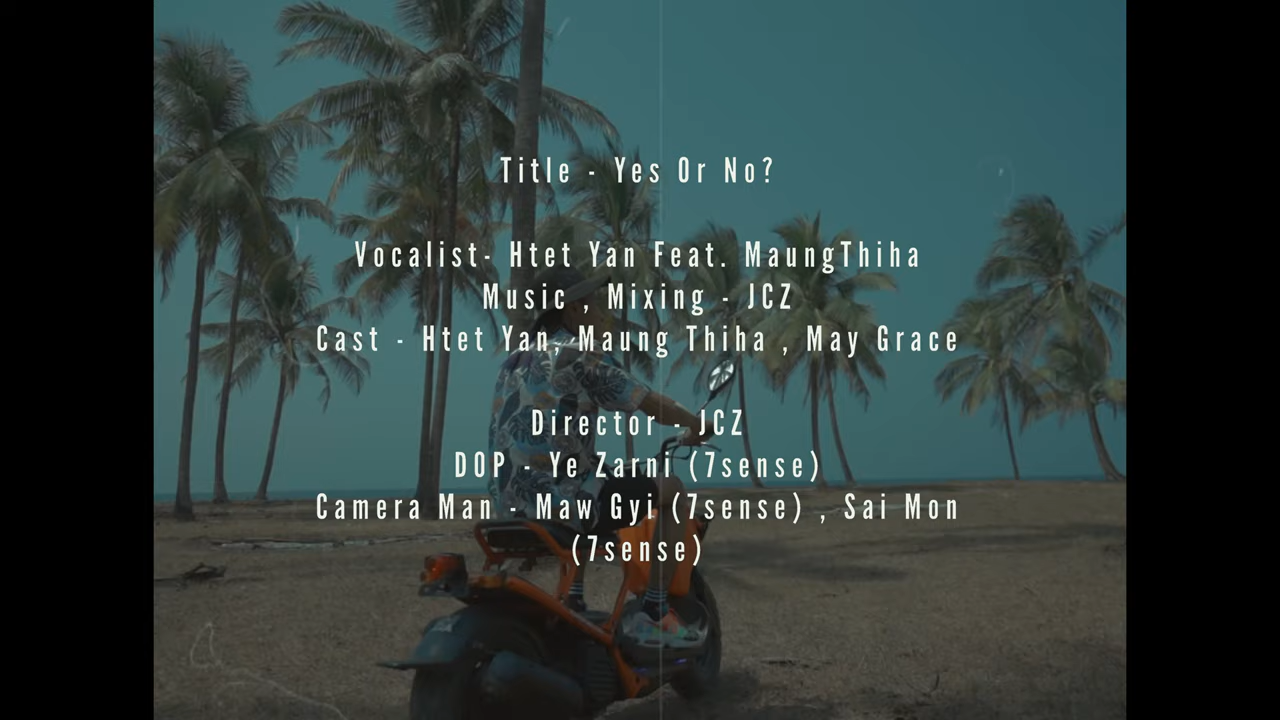 Title - Yes Or No?
Vocalist- Htet Yan Feat. MaungThiha
Music , Mixing - JCZ
Cast - Htet Yan, Maung Thiha , May Grace
Director - JCZ
DOP - Ye Zarni (7sense)
Camera Man - Maw Gyi (7sense) , Sai Mon
(7sense)